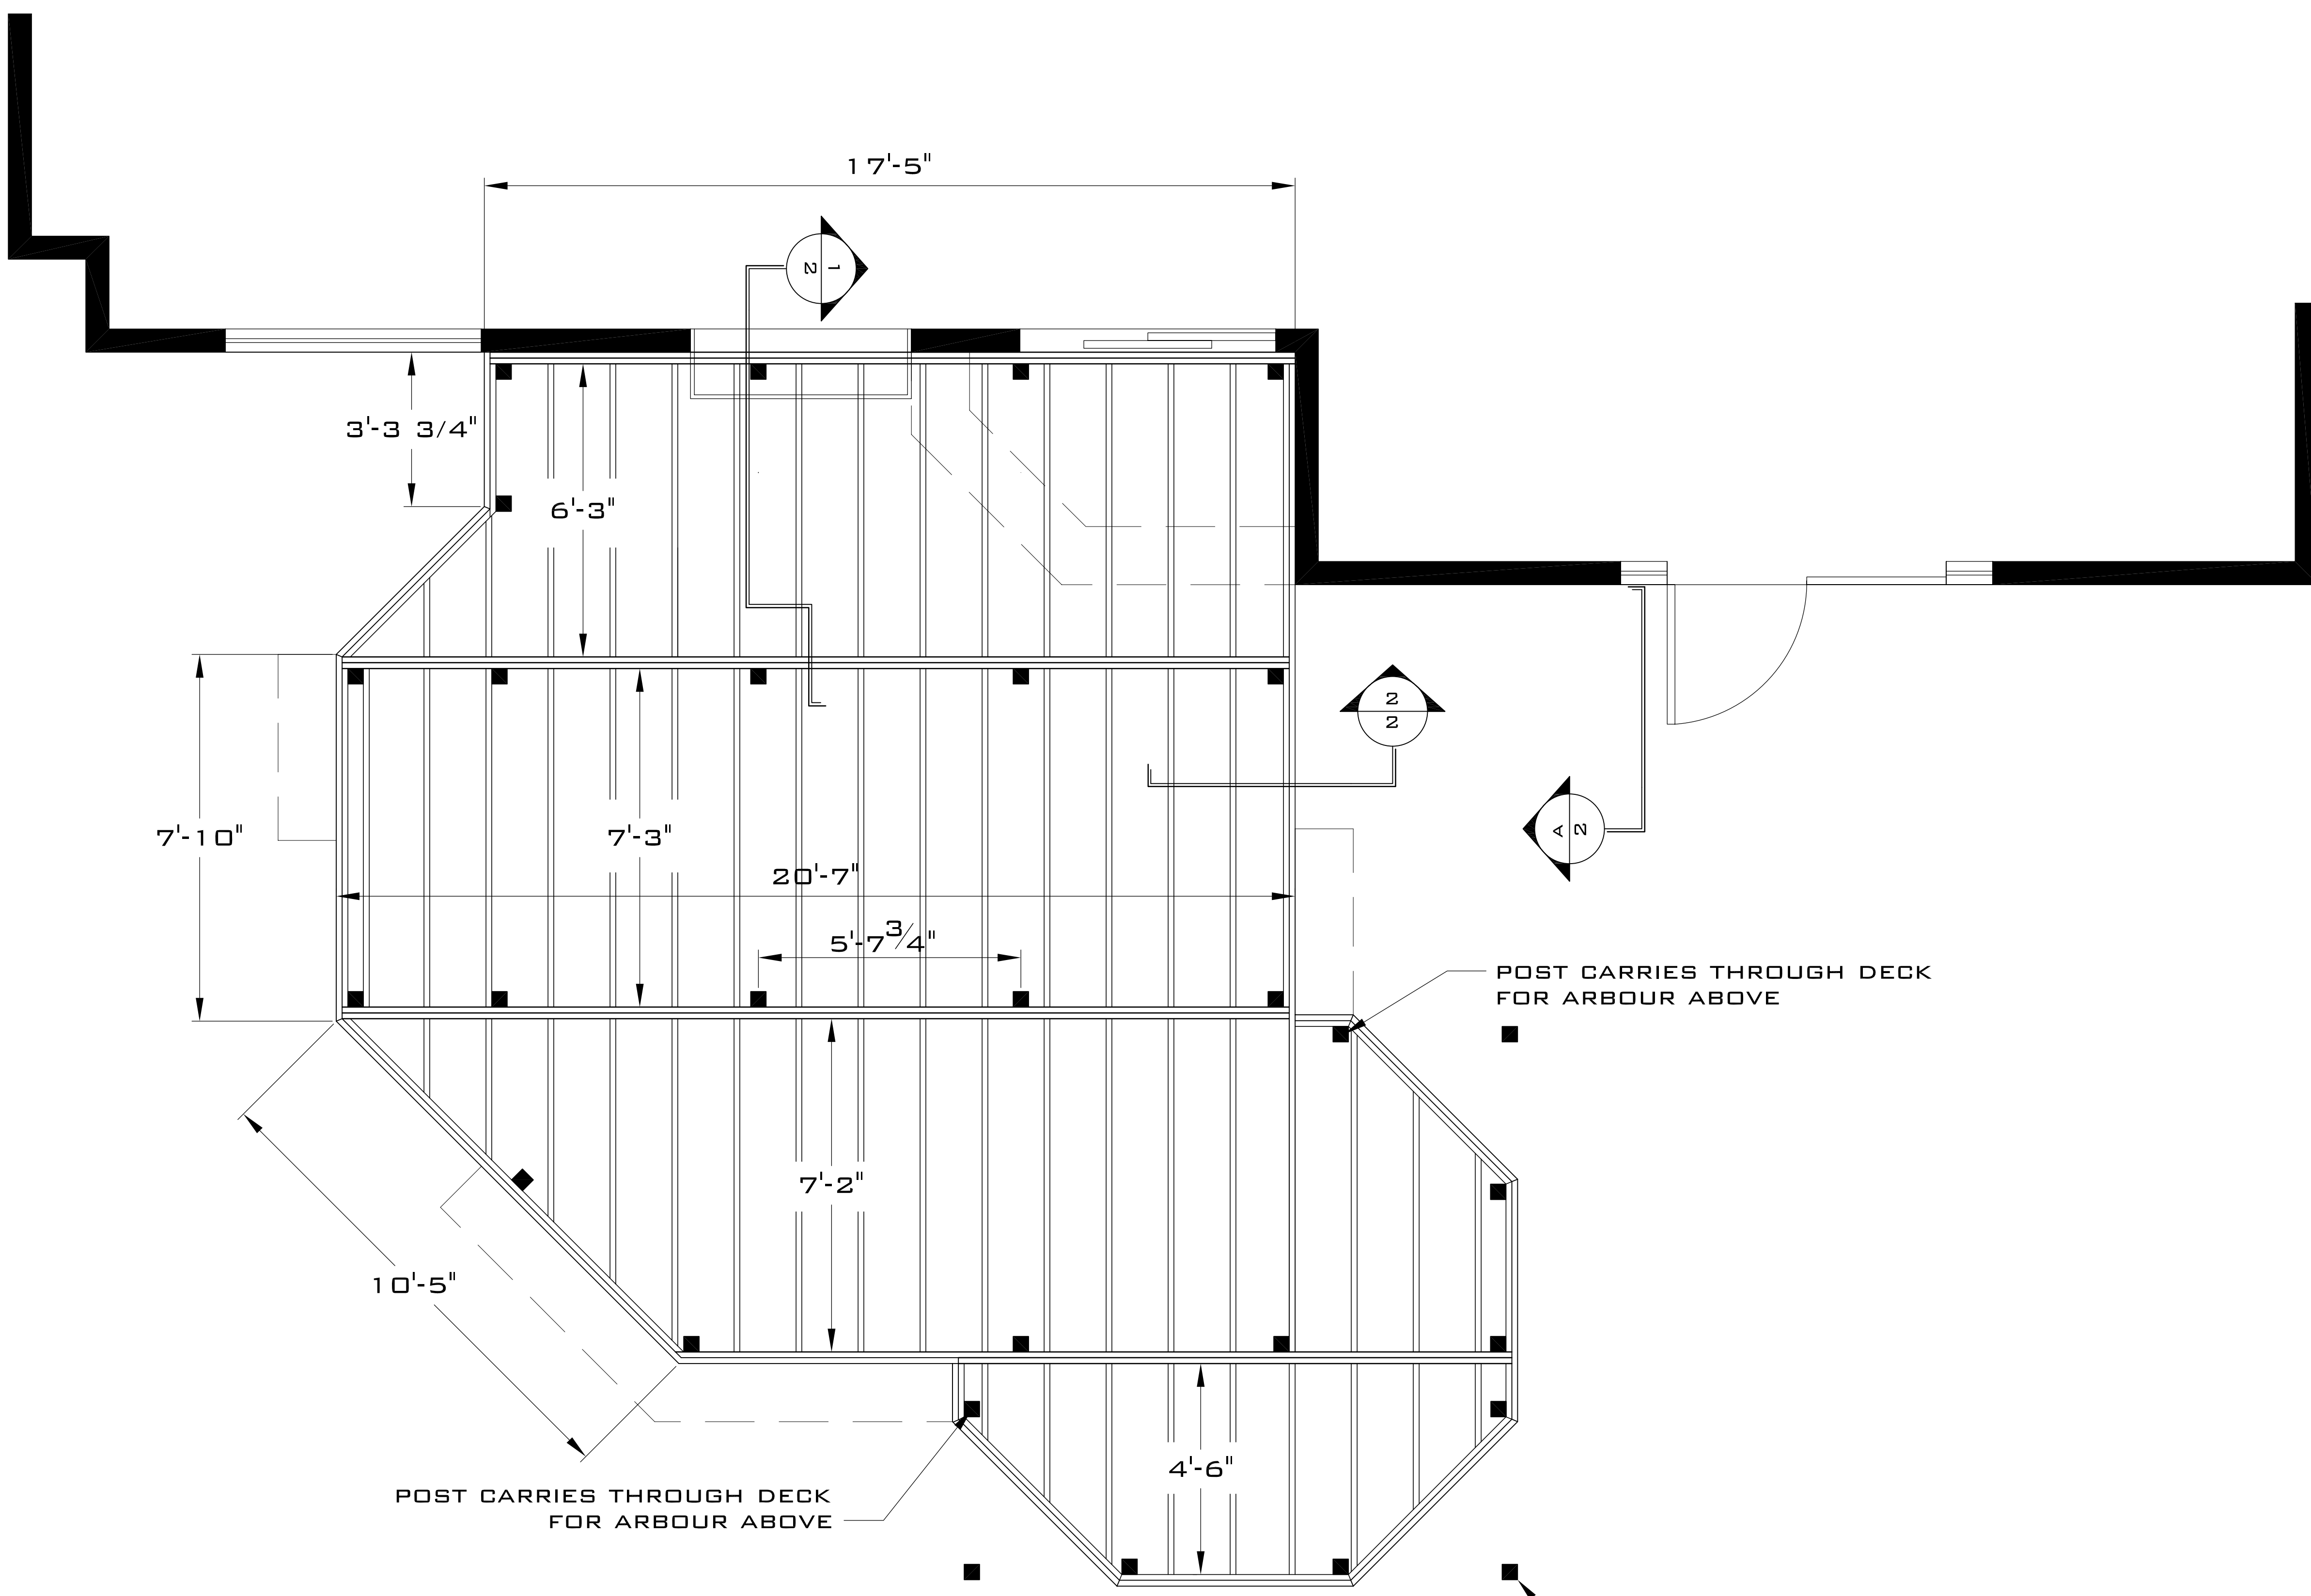 17'-5"
2 1
3'-3 3/4"
6'-3"
2
2
7'-10"
7'-3"
A 2
20'-7"
5'-7 3/4"
POST CARRIES THROUGH DECK
FOR ARBOUR ABOVE
7'-2"
10'-5"
4'-6"
POST CARRIES THROUGH DECK
FOR ARBOUR ABOVE